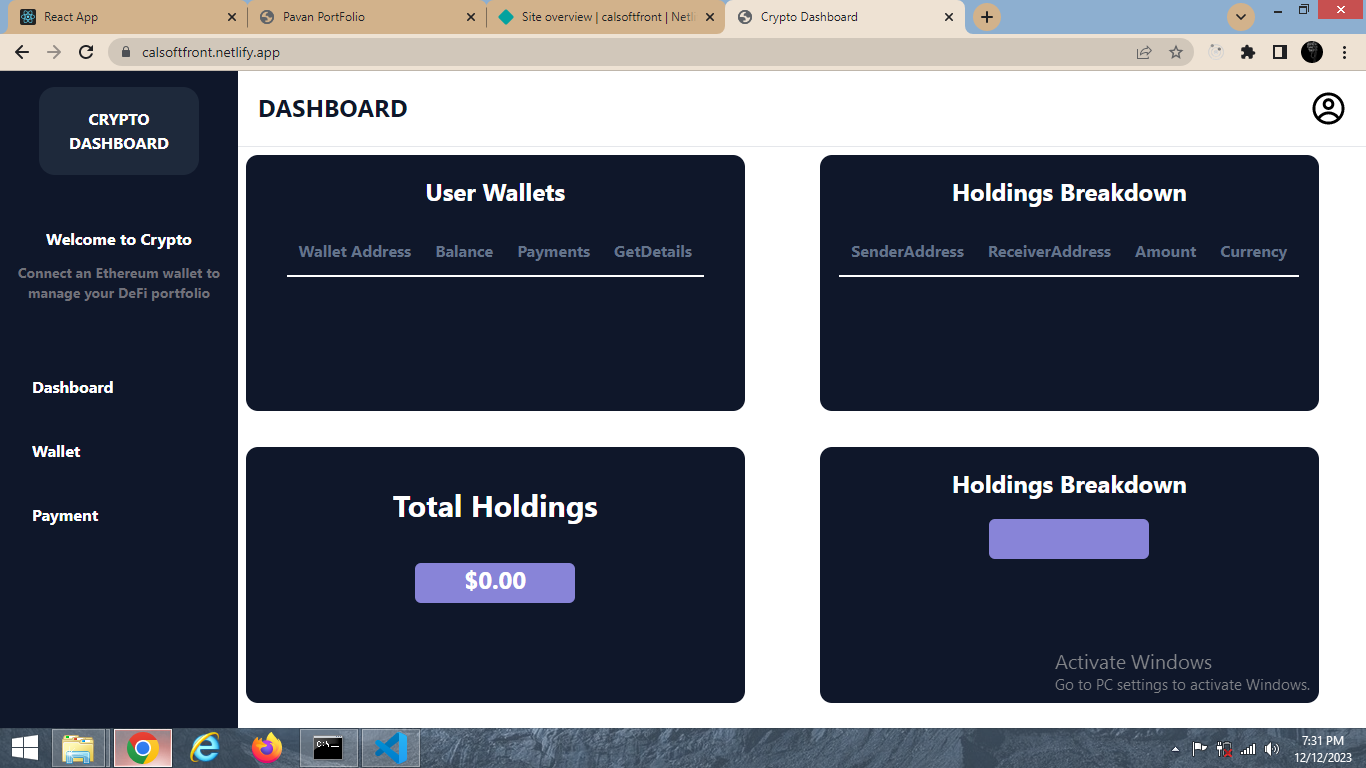 React App
Pavan PortFolio
Site overview | calsoftfront | Netli
Crypto Dashboard
calsoftfront.netlify.app
CRYPTO
DASHBOARD
DASHBOARD
Welcome to Crypto
Connect an Ethereum wallet to
manage your DeFi portfolio
Dashboard
Wallet
Payment
User Wallets
Wallet Address Balance Payments GetDetails
Holdings Breakdown
SenderAddress ReceiverAddress Amount Currency
Total Holdings
$0.00
Holdings Breakdown
Activate Windows
Go to PC settings to activate Windows.
C:\_
7:31 PM
12/12/2023